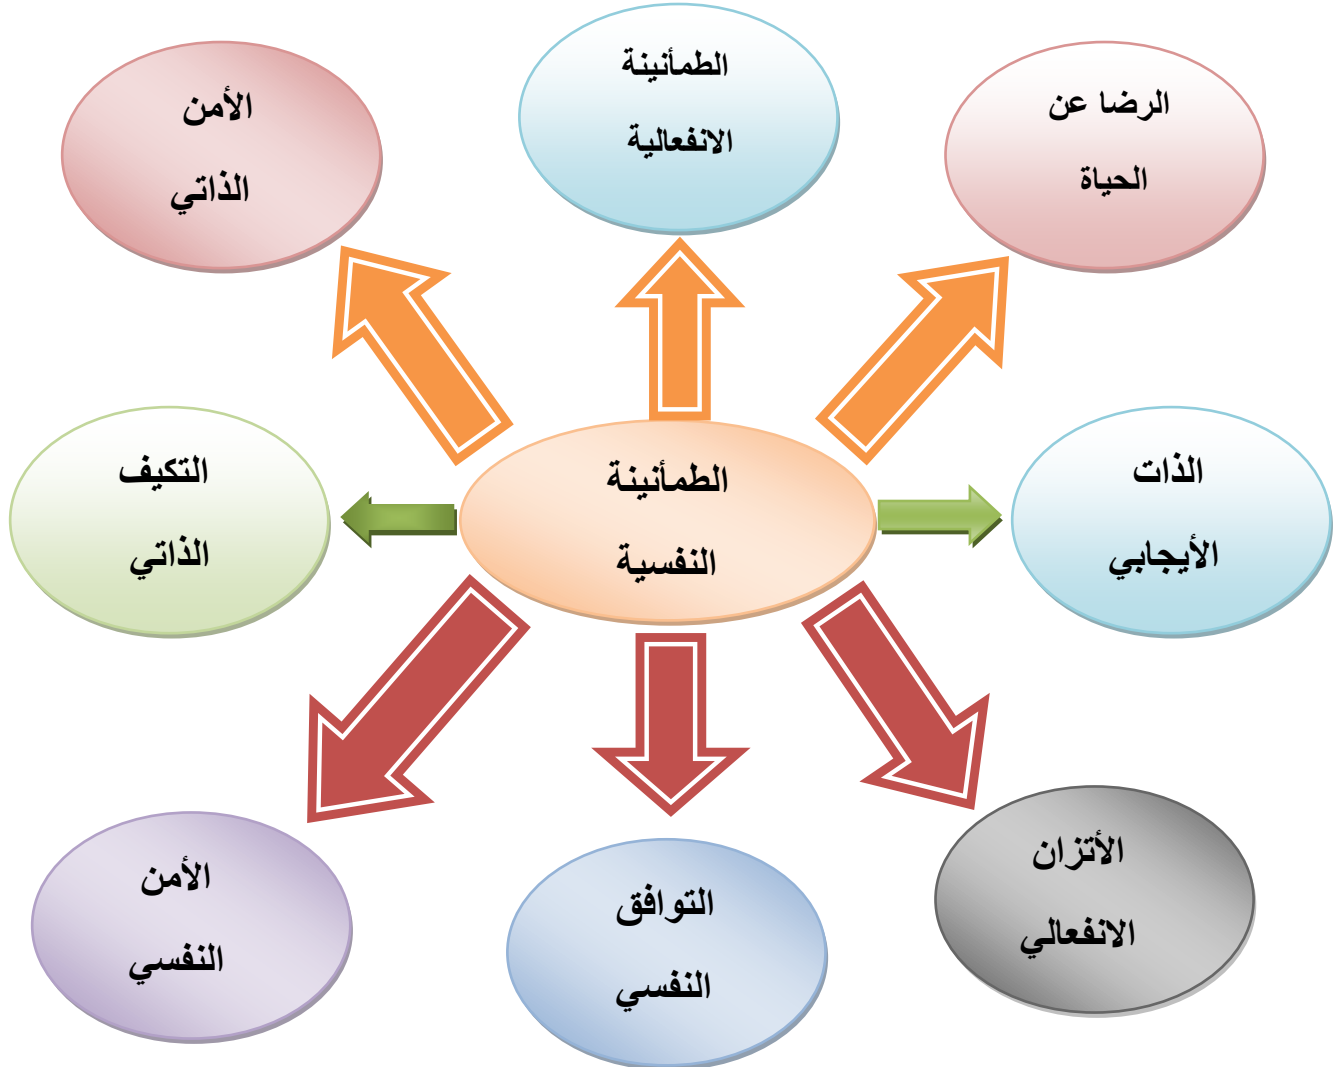 الطمأنينة
الانفعالية
الرضا عن
الحياة
الأمن
الذاتي
الذات
الأيجابي
الطمأنينة
النفسية
التكيف
الذاتي
الأتزان
الانفعالي
التوافق
النفسي
الأمن
النفسي